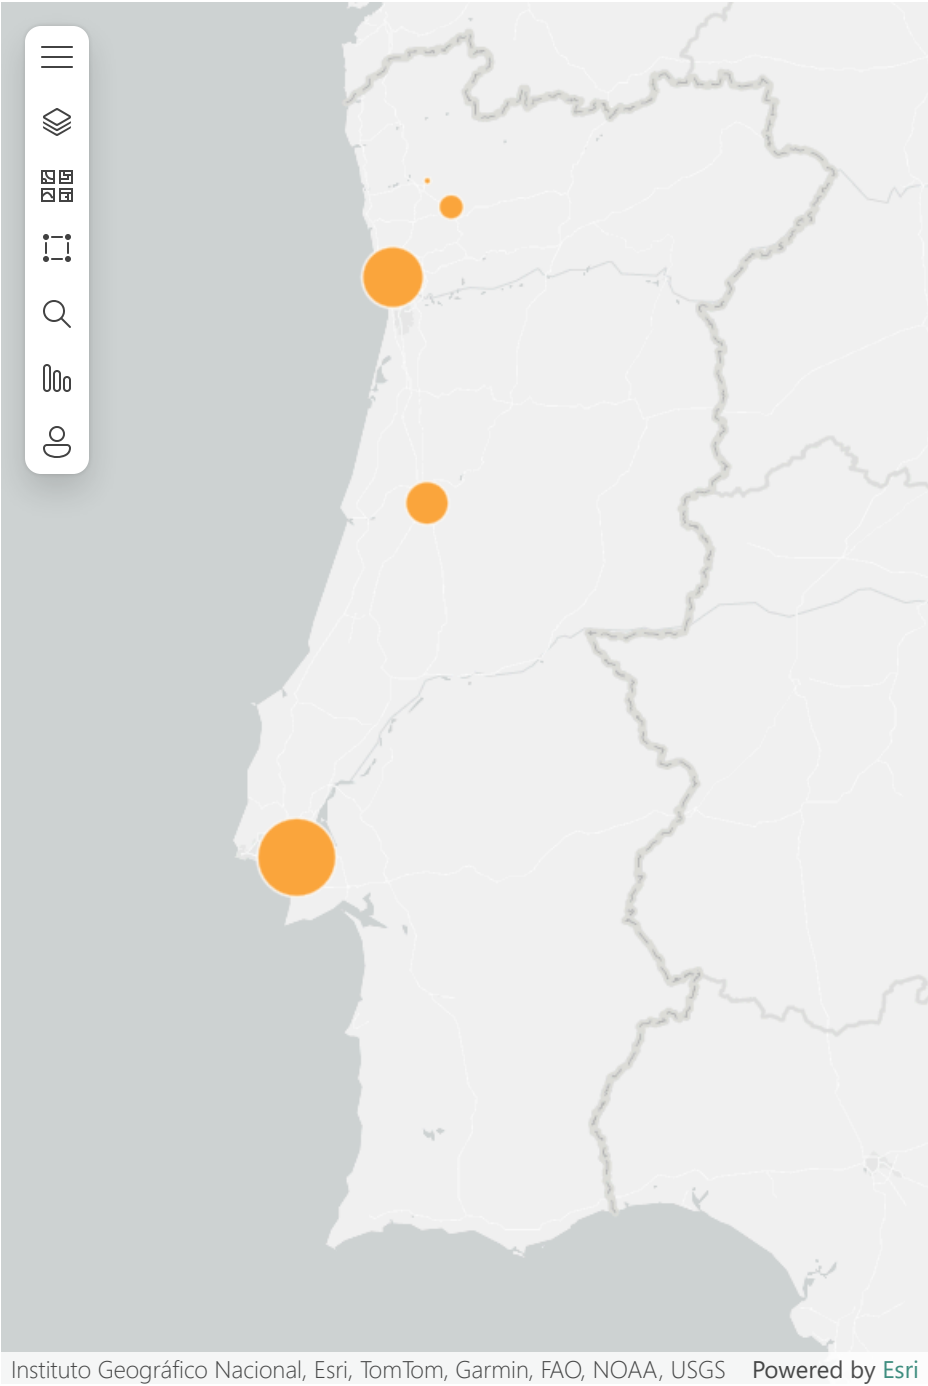 Instituto Geográfico Nacional, Esri, TomTom, Garmin, FAO, NOAA, USGS Powered by Esri